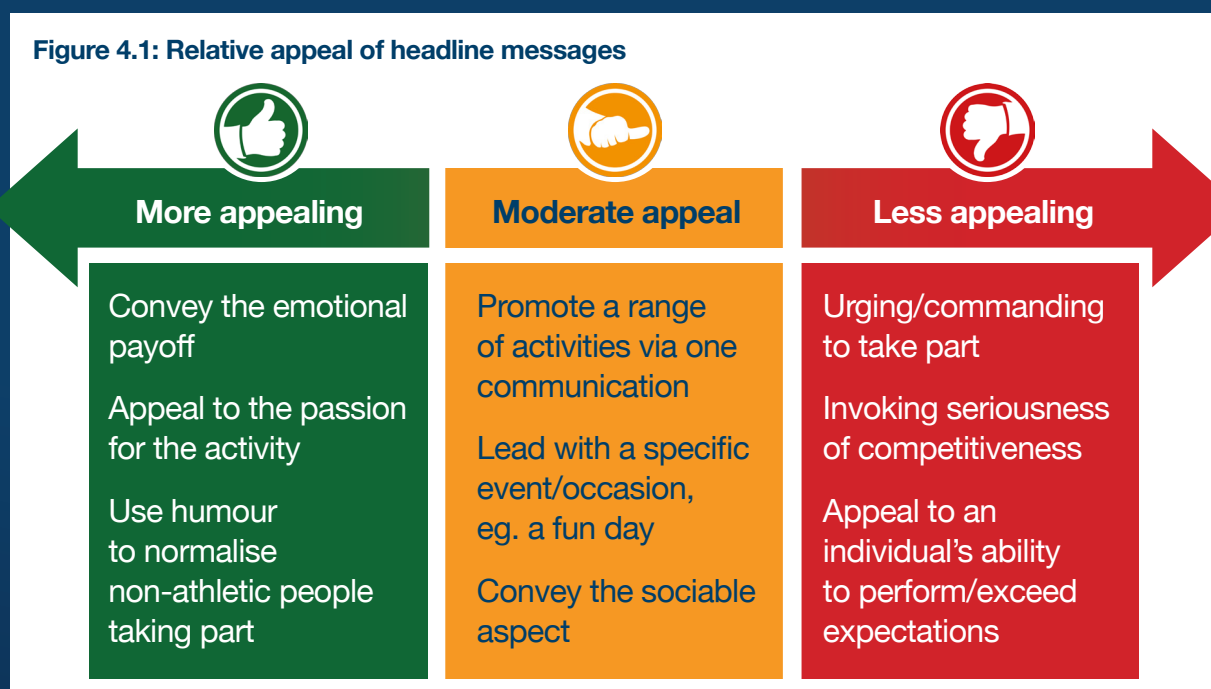 Figure 4.1: Relative appeal of headline messages
More appealing
Convey the emotional
payoff
Appeal to the passion
for the activity
Use humour
to normalise
non-athletic people
taking part
Moderate appeal
Promote a range
of activities via one
communication
Lead with a specific
event/occasion,
eg. a fun day
Convey the sociable
aspect
Less appealing
Urging/commanding
to take part
Invoking seriousness
of competitiveness
Appeal to an
individual's ability
to perform/exceed
expectations